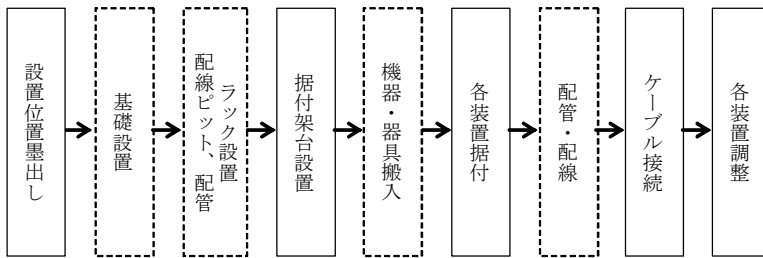 設置位置墨出し
基礎設置
配線ピット、配管
ラック設置
据付架台設置
機器・器具搬入
各装置据付
配管・配線
ケーブル接続
各装置調整